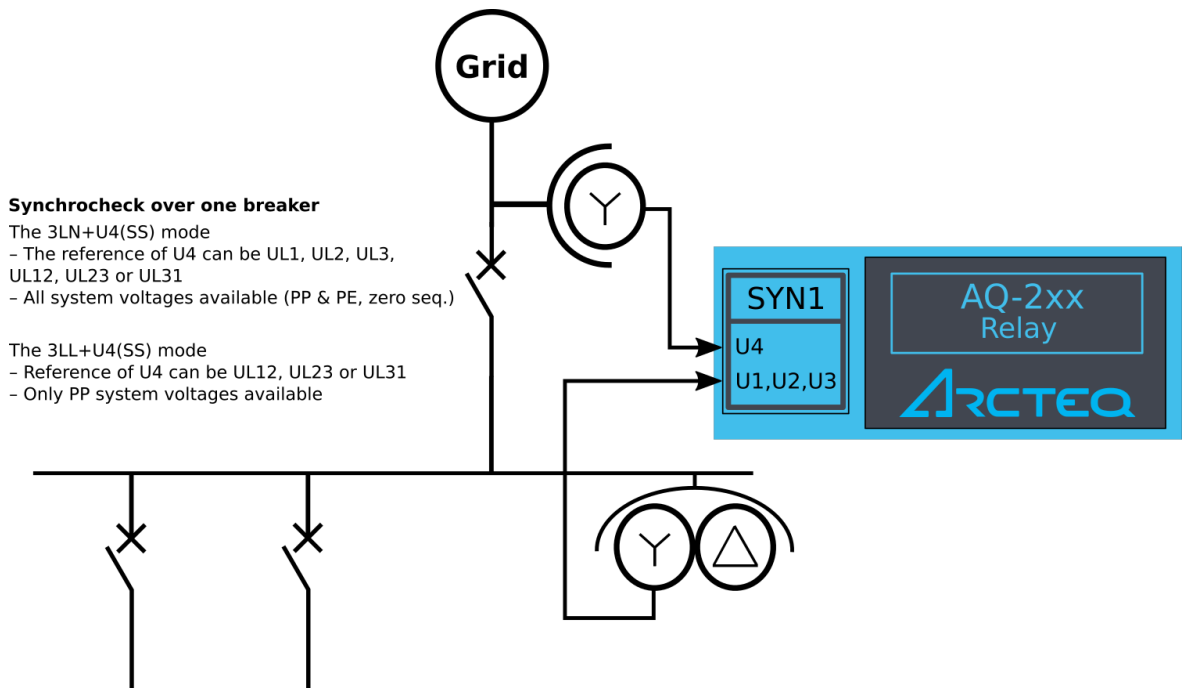 Grid
Synchrocheck over one breaker
The 3LN+U4(SS) mode
– The reference of U4 can be UL1, UL2, UL3,
UL12, UL23 or UL31
– All system voltages available (PP & PE, zero seq.)
The 3LL+U4(SS) mode
– Reference of U4 can be UL12, UL23 or UL31
– Only PP system voltages available
SYN1
U4
U1,U2,U3
AQ-2xx
Relay
ARCTEQ